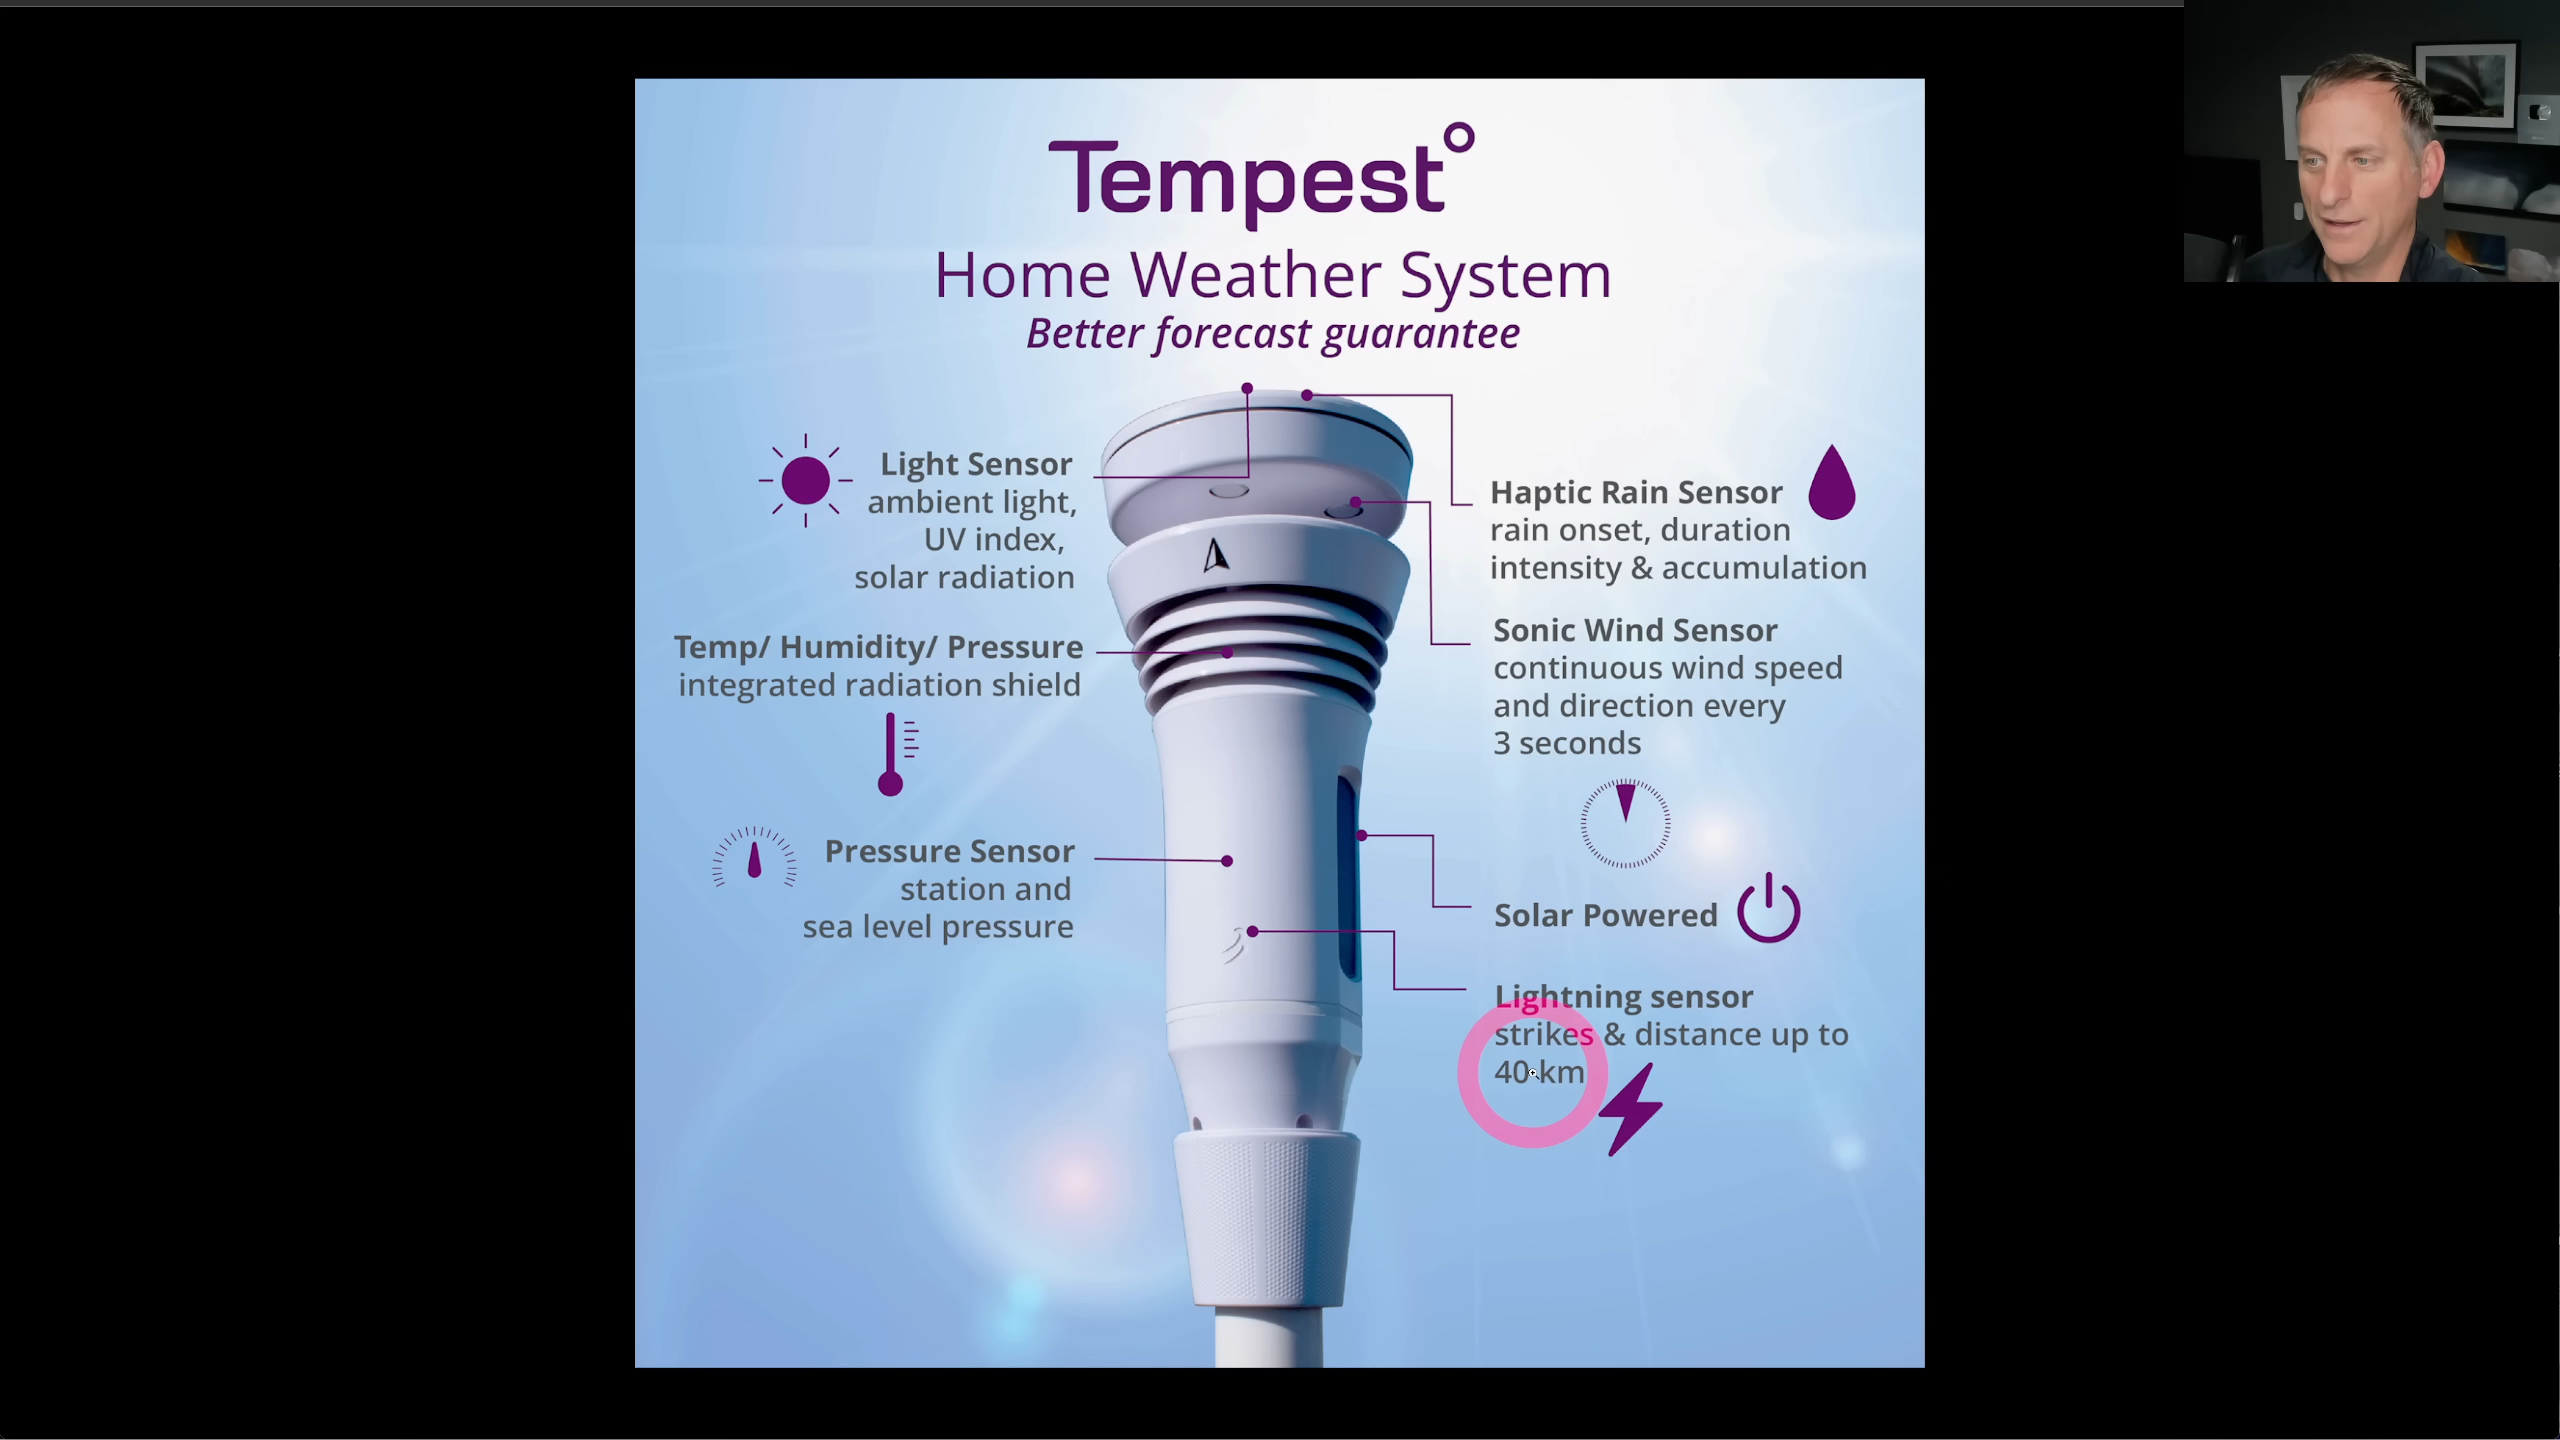 Tempest°
Home Weather System
Better forecast guarantee
Light Sensor
ambient light,
UV index,
solar radiation
Temp/ Humidity/ Pressure
integrated radiation shield
Pressure Sensor
station and
sea level pressure
Haptic Rain Sensor
rain onset, duration
intensity & accumulation
Sonic Wind Sensor
continuous wind speed
and direction every
3 seconds
Solar Powered
Lightning sensor
strikes & distance up to
40 km